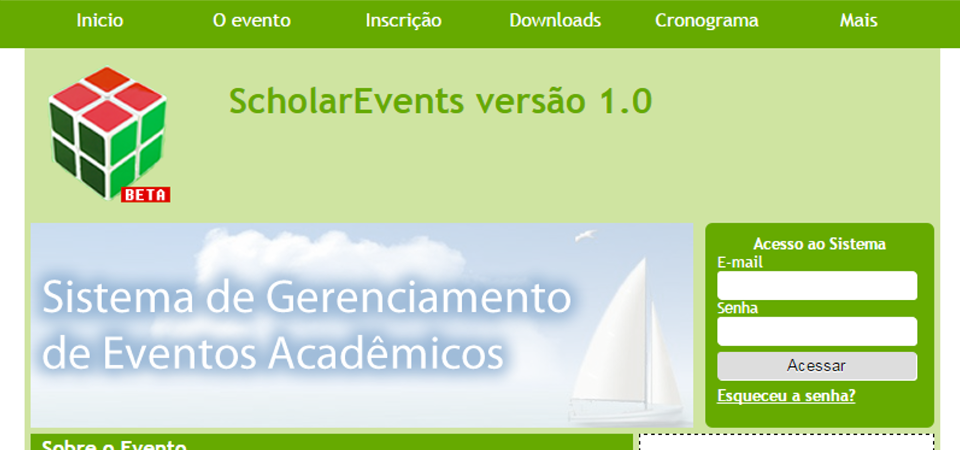 Inicio
O evento
Inscrição
Downloads
Cronograma
Mais
ScholarEvents versão 1.0
BETA
Sistema de Gerenciamento
de Eventos Acadêmicos
Acesso ao Sistema
E-mail
Senha
Acessar
Esqueceu a senha?
Sobre o Evento